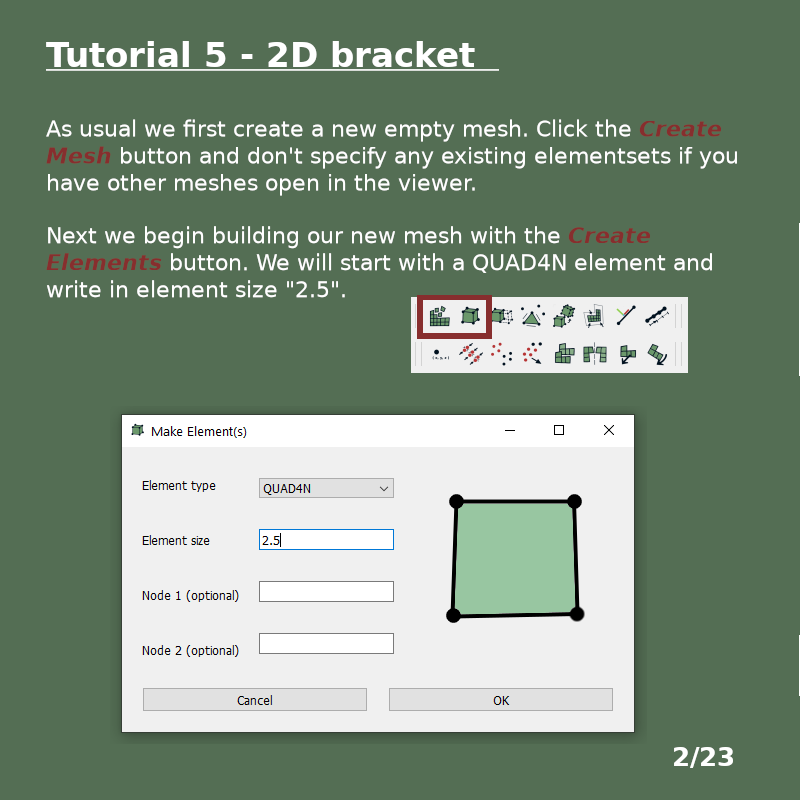 Tutorial 5 - 2D bracket
As usual we first create a new empty mesh. Click the Create
Mesh button and don't specify any existing elementsets if you
have other meshes open in the viewer.
Next we begin building our new mesh with the Create
Elements button. We will start with a QUAD4N element and
write in element size "2.5".
Make Element(s)
Element type
QUAD4N
Element size
2.5
Node 1 (optional)
Node 2 (optional)
Cancel
OK
2/23